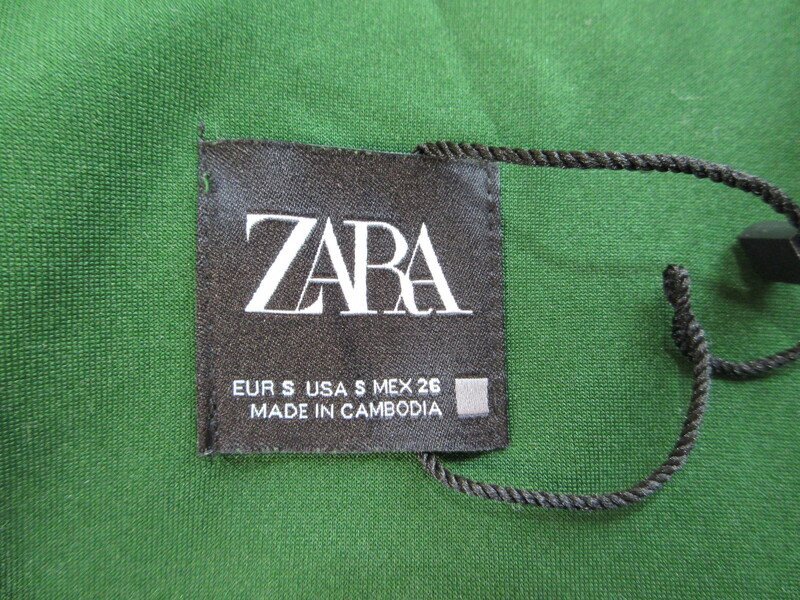 ZARA
EUR S USA S MEX 26
MADE IN CAMBODIA